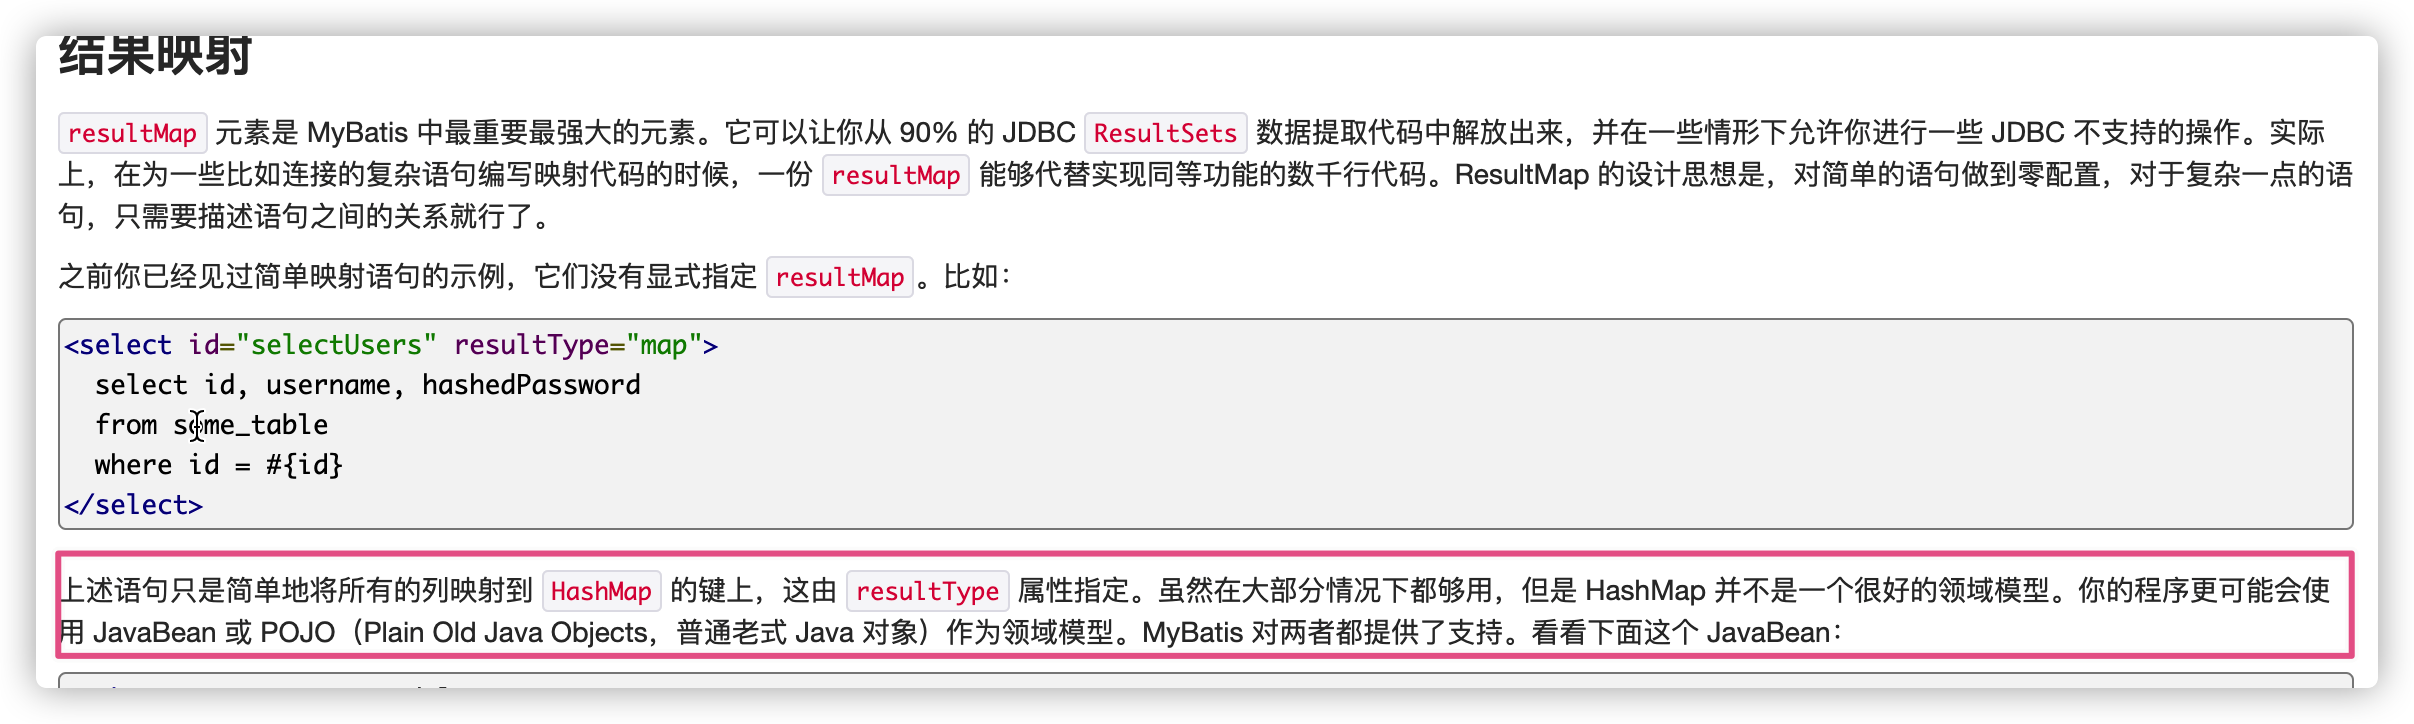 结果映射
resultMap 元素是 MyBatis 中最重要最强大的元素。它可以让你从 90% 的 JDBC ResultSets 数据提取代码中解放出来，并在一些情形下允许你进行一些 JDBC 不支持的操作。实际
上，在为一些比如连接的复杂语句编写映射代码的时候，一份 resultMap 能够代替实现同等功能的数千行代码。ResultMap 的设计思想是，对简单的语句做到零配置，对于复杂一点的语
句，只需要描述语句之间的关系就行了。
之前你已经见过简单映射语句的示例，它们没有显式指定 resultMap。比如：
<select id="selectUsers" resultType="map">
  select id, username, hashedPassword
  from some_table
  where id = #{id}
</select>
上述语句只是简单地将所有的列映射到 HashMap 的键上，这由 resultType 属性指定。虽然在大部分情况下都够用，但是 HashMap 并不是一个很好的领域模型。你的程序更可能会使
用 JavaBean 或 POJO（Plain Old Java Objects，普通老式 Java 对象）作为领域模型。MyBatis 对两者都提供了支持。看看下面这个 JavaBean：